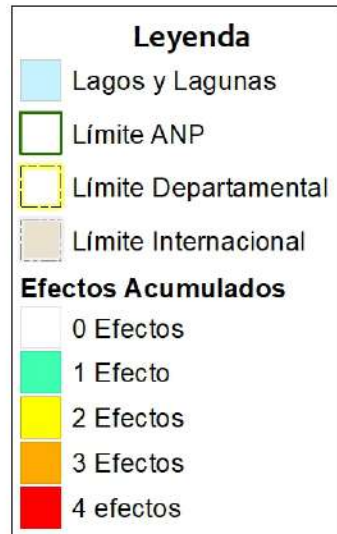 Leyenda
Lagos y Lagunas
Límite ANP
Límite Departamental
Límite Internacional
Efectos Acumulados
0 Efectos
1 Efecto
2 Efectos
3 Efectos
4 efectos